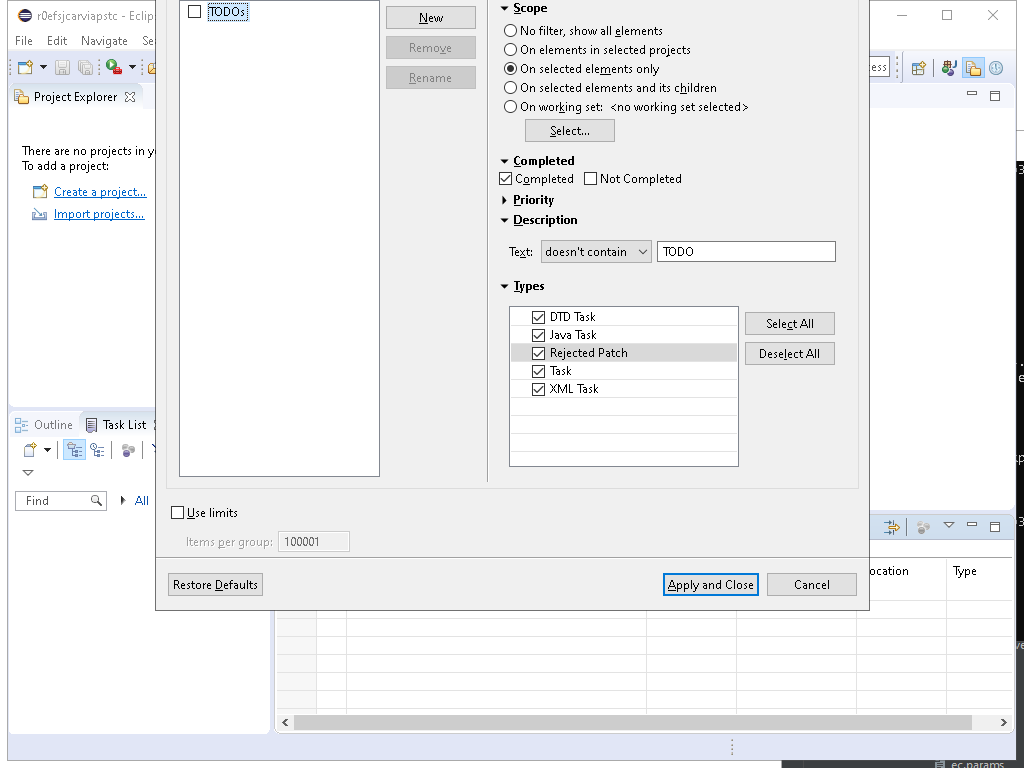 r0efsjcarviapstc - Eclip
File Edit Navigate Se
Project Explorer
There are no projects in y
To add a project:
Create a project...
Import projects...
Outline Task List
Find All
TODOs
New
Remove
Rename
Scope
No filter, show all elements
On elements in selected projects
On selected elements only
On selected elements and its children
On working set: <no working set selected>
Select...
Completed
Completed Not Completed
Priority
Description
Text: doesn't contain TODO
Types
DTD Task
Java Task
Rejected Patch
Task
XML Task
Select All
Deselect All
Use limits
Items per group: 100001
Restore Defaults Apply and Close Cancel
ess
ocation Type
ec.params